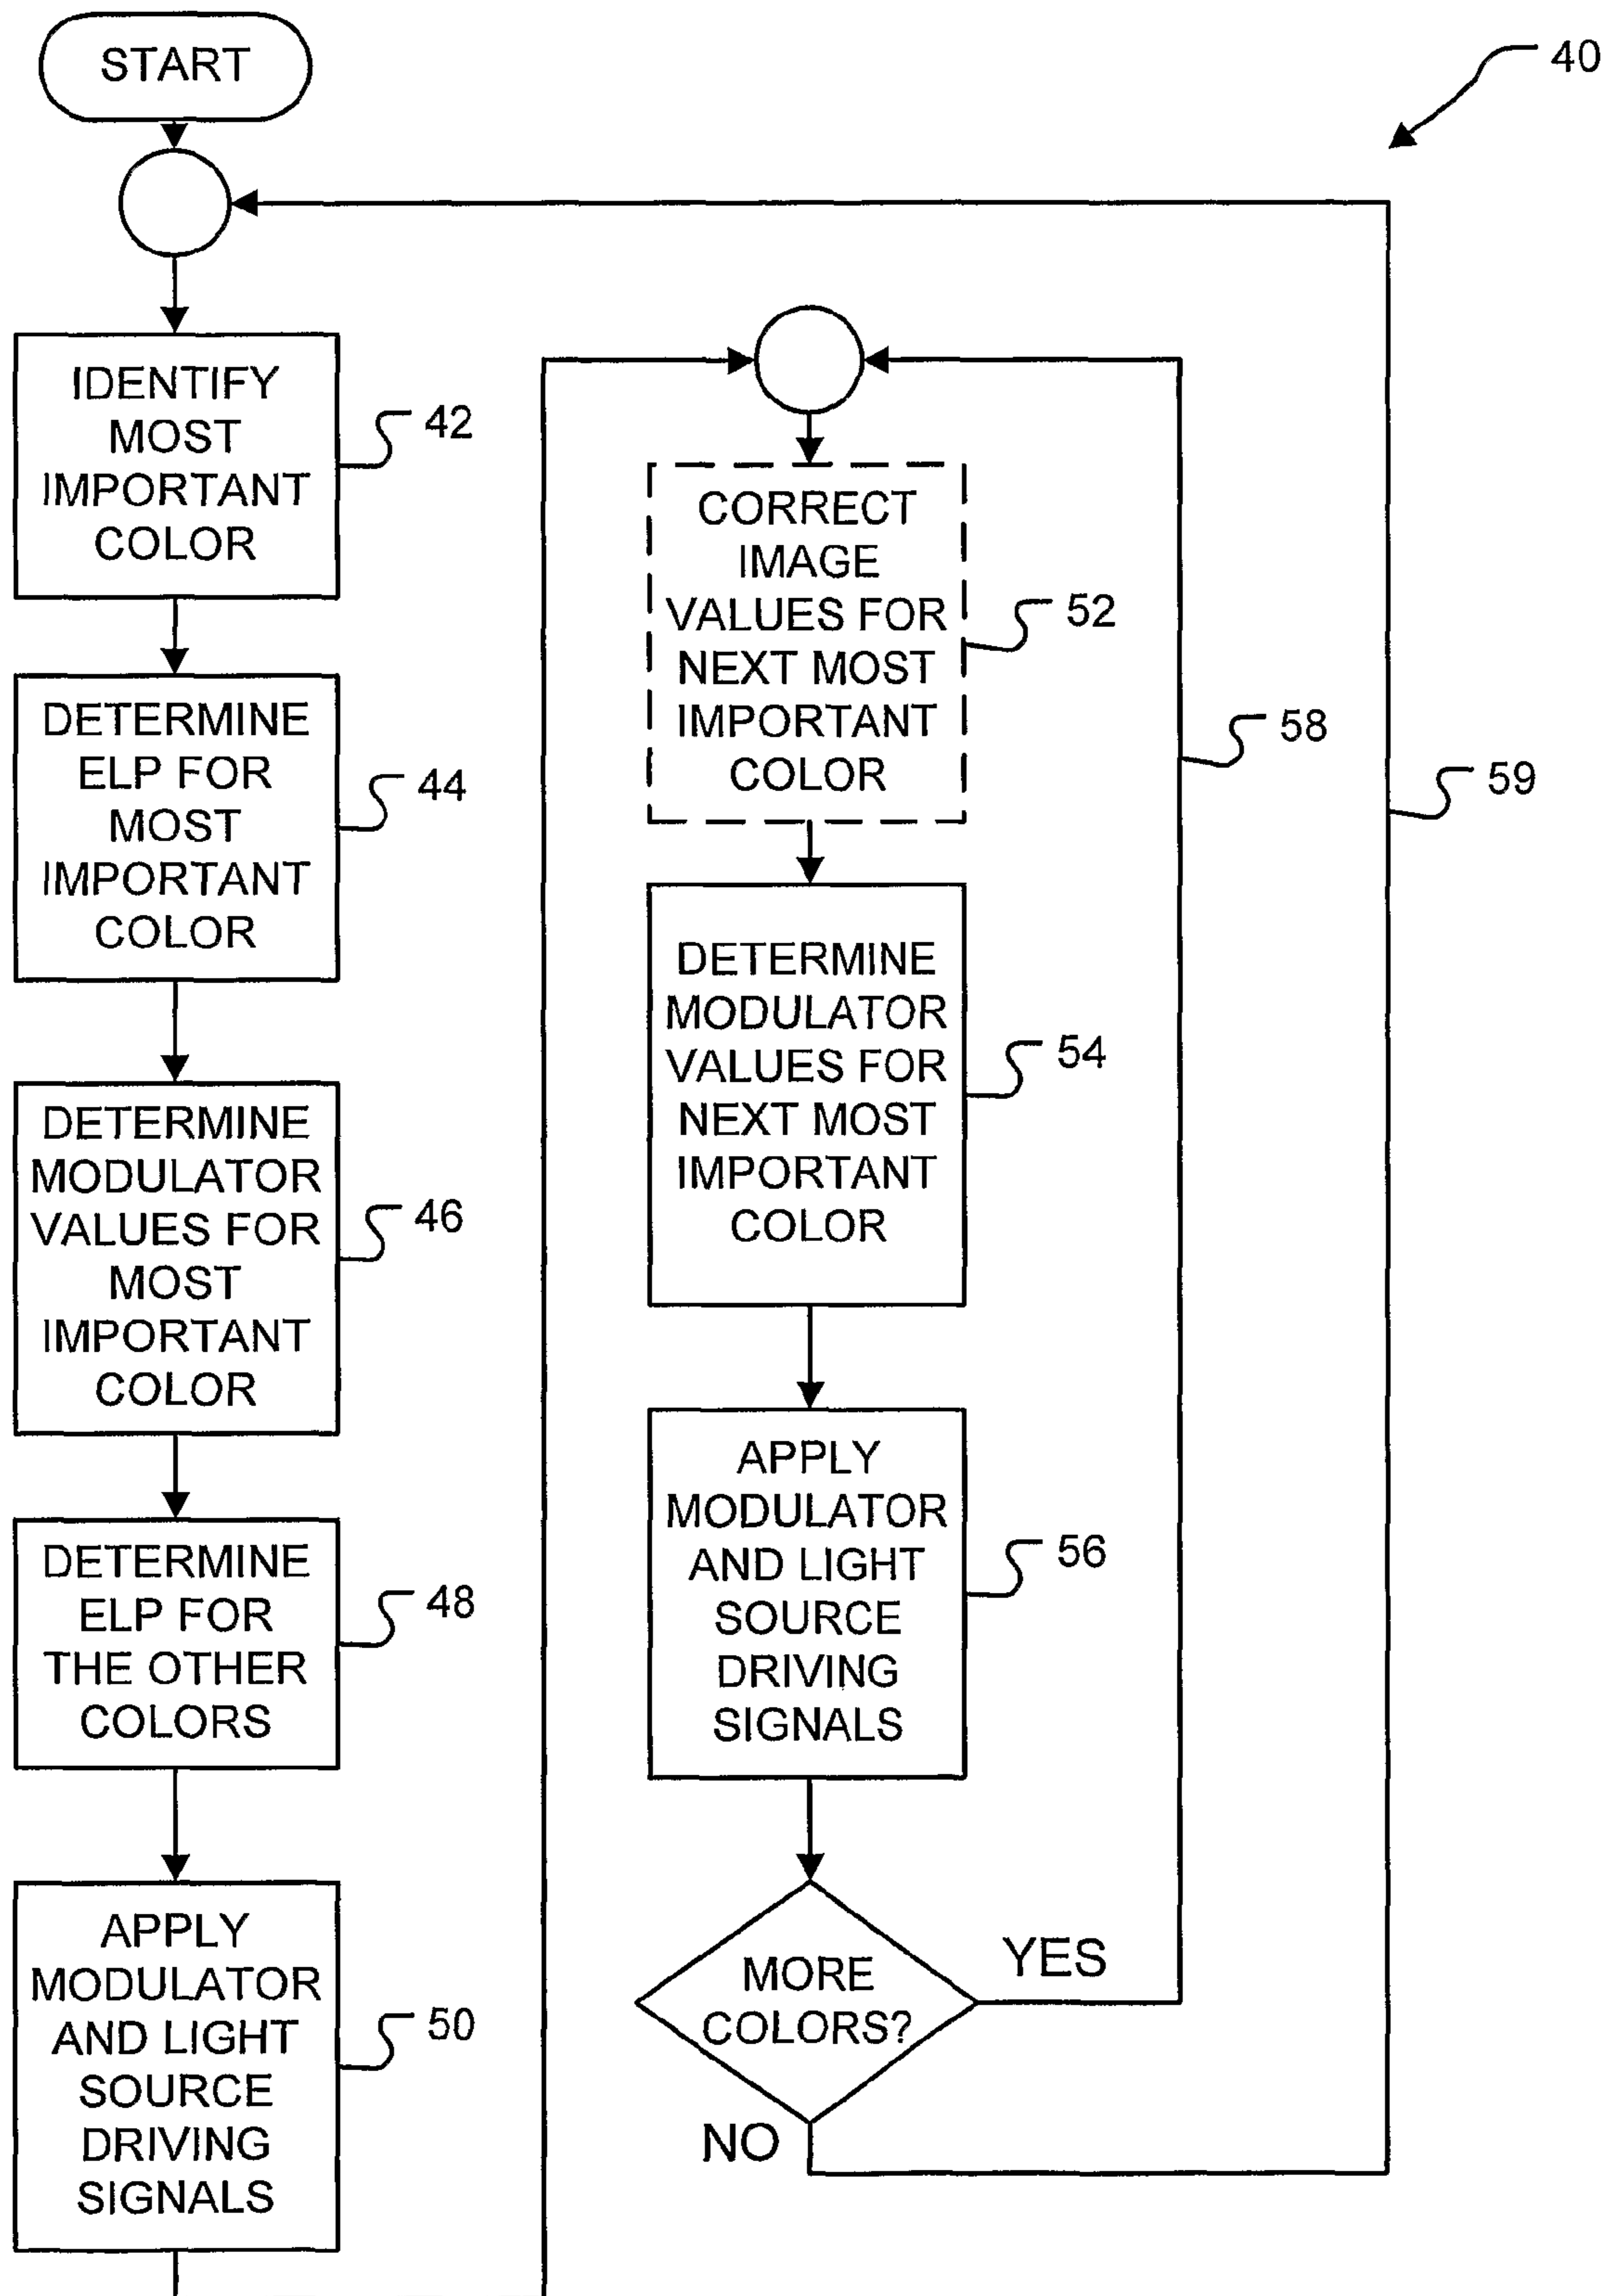 START
40
IDENTIFY
MOST
IMPORTANT
COLOR
42
DETERMINE
ELP FOR
MOST
IMPORTANT
COLOR
44
DETERMINE
MODULATOR
VALUES FOR
MOST
IMPORTANT
COLOR
46
DETERMINE
ELP FOR
THE OTHER
COLORS
48
APPLY
MODULATOR
AND LIGHT
SOURCE
DRIVING
SIGNALS
50
CORRECT
IMAGE
VALUES FOR
NEXT MOST
IMPORTANT
COLOR
52
DETERMINE
MODULATOR
VALUES FOR
NEXT MOST
IMPORTANT
COLOR
54
APPLY
MODULATOR
AND LIGHT
SOURCE
DRIVING
SIGNALS
56
MORE
COLORS?
YES
NO
58
59